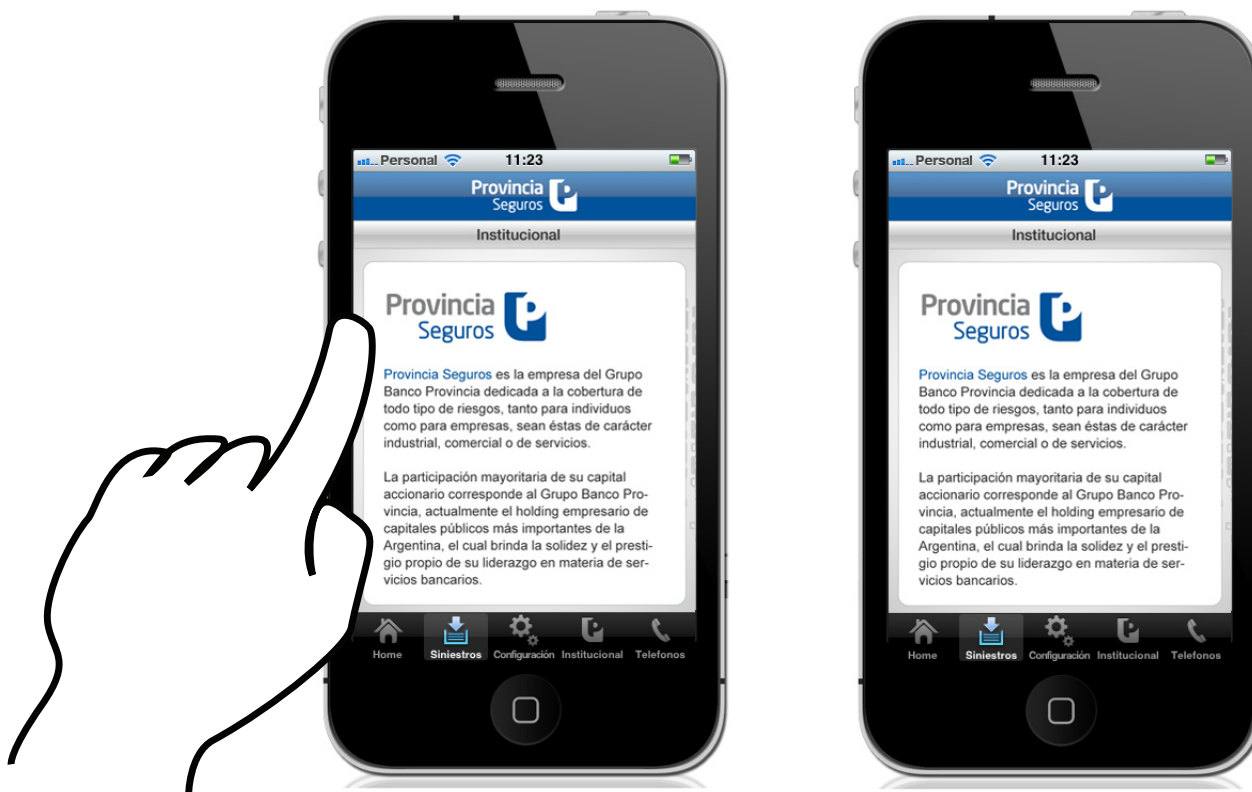 Personal 11:23
Provincia
Seguros
Institucional
Provincia
Seguros
Provincia Seguros es la empresa del Grupo
Banco Provincia dedicada a la cobertura de
todo tipo de riesgos, tanto para individuos
como para empresas, sean éstas de carácter
industrial, comercial o de servicios.
La participación mayoritaria de su capital
accionario corresponde al Grupo Banco Pro-
vincia, actualmente el holding empresario de
capitales públicos más importantes de la
Argentina, el cual brinda la solidez y el presti-
gio propio de su liderazgo en materia de ser-
vicios bancarios.
Home Siniestros Configuración Institucional Telefonos
Personal 11:23
Provincia
Seguros
Institucional
Provincia
Seguros
Provincia Seguros es la empresa del Grupo
Banco Provincia dedicada a la cobertura de
todo tipo de riesgos, tanto para individuos
como para empresas, sean éstas de carácter
industrial, comercial o de servicios.
La participación mayoritaria de su capital
accionario corresponde al Grupo Banco Pro-
vincia, actualmente el holding empresario de
capitales públicos más importantes de la
Argentina, el cual brinda la solidez y el presti-
gio propio de su liderazgo en materia de ser-
vicios bancarios.
Home Siniestros Configuración Institucional Telefonos